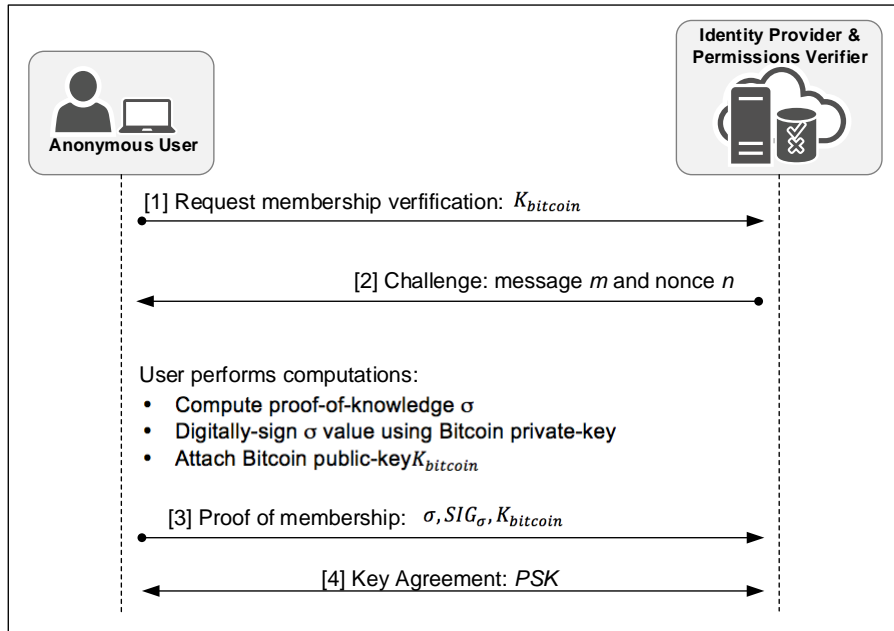 Identity Provider &
Permissions Verifier
Anonymous User
[1] Request membership verfification: K_bitcoin
[2] Challenge: message m and nonce n
User performs computations:
• Compute proof-of-knowledge σ
• Digitally-sign σ value using Bitcoin private-key
• Attach Bitcoin public-key K_bitcoin
[3] Proof of membership: σ, SIG_σ, K_bitcoin
[4] Key Agreement: PSK